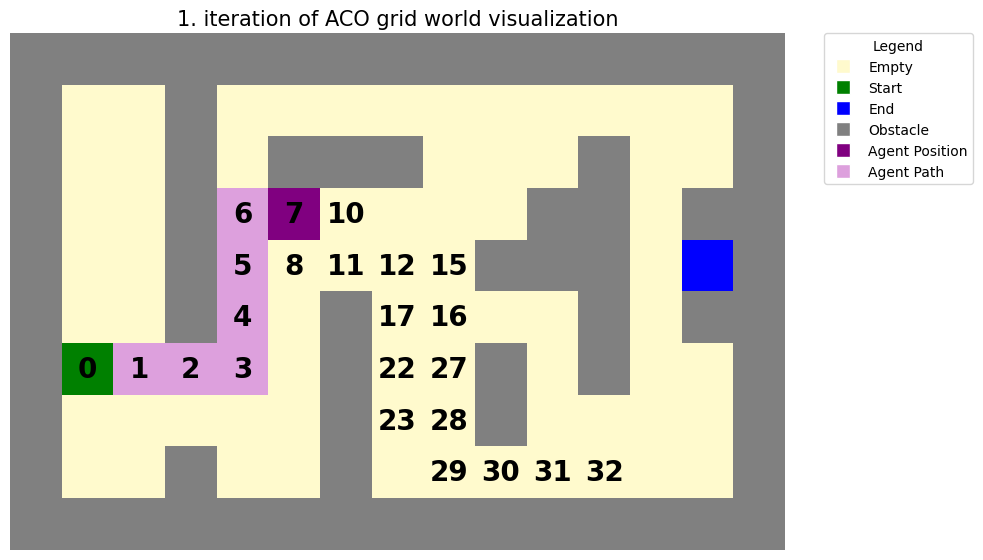 1. iteration of ACO grid world visualization
Legend
Empty
Start
End
Obstacle
Agent Position
Agent Path
6 7 10
5 8 11 12 15
4 17 16
0 1 2 3 22 27
23 28
29 30 31 32